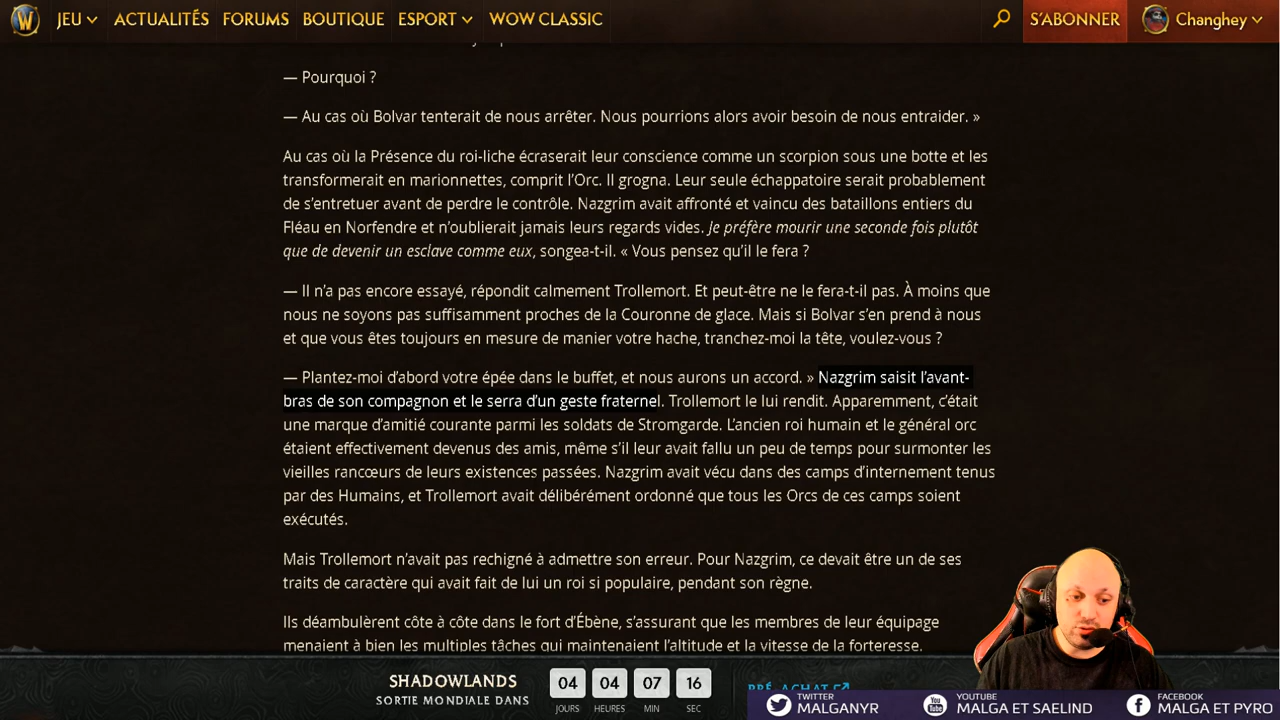 JEU ACTUALITÉS FORUMS BOUTIQUE ESPORT WOW CLASSIC S'ABONNER Changhey
— Pourquoi ?
— Au cas où Bolvar tenterait de nous arrêter. Nous pourrions alors avoir besoin de nous entraider. »
Au cas où la Présence du roi-liche écraserait leur conscience comme un scorpion sous une botte et les
transformerait en marionnettes, comprit l'Orc. Il grogna. Leur seule échappatoire serait probablement
de s'entretuer avant de perdre le contrôle. Nazgrim avait affronté et vaincu des bataillons entiers du
Fléau en Norfendre et n'oublierait jamais leurs regards vides. Je préfère mourir une seconde fois plutôt
que de devenir un esclave comme eux, songea-t-il. « Vous pensez qu'il le fera ?
— Il n'a pas encore essayé, répondit calmement Trollemort. Et peut-être ne le fera-t-il pas. À moins que
nous ne soyons pas suffisamment proches de la Couronne de glace. Mais si Bolvar s'en prend à nous
et que vous êtes toujours en mesure de manier votre hache, tranchez-moi la tête, voulez-vous ?
— Plantez-moi d'abord votre épée dans le buffet, et nous aurons un accord. » Nazgrim saisit l'avant-
bras de son compagnon et le serra d'un geste fraternel. Trollemort le lui rendit. Apparemment, c'était
une marque d'amitié courante parmi les soldats de Stromgarde. L'ancien roi humain et le général orc
étaient effectivement devenus des amis, même s'il leur avait fallu un peu de temps pour surmonter les
vieilles rancœurs de leurs existences passées. Nazgrim avait vécu dans des camps d'internement tenus
par des Humains, et Trollemort avait délibérément ordonné que tous les Orcs de ces camps soient
exécutés.
Mais Trollemort n'avait pas rechigné à admettre son erreur. Pour Nazgrim, ce devait être un de ses
traits de caractère qui avait fait de lui un roi si populaire, pendant son règne.
Ils déambulèrent côte à côte dans le fort d'Ébène, s'assurant que les membres de leur équipage
menaient à bien les multiples tâches qui maintenaient l'altitude et la vitesse de la forteresse.
SHADOWLANDS
SORTIE MONDIALE DANS
04 04 07 16
JOURS HEURES MIN SEC
PRÉ-ACHAT
TWITTER
MALGANYR
YOUTUBE
MALGA ET SAELIND
FACEBOOK
MALGA ET PYRO